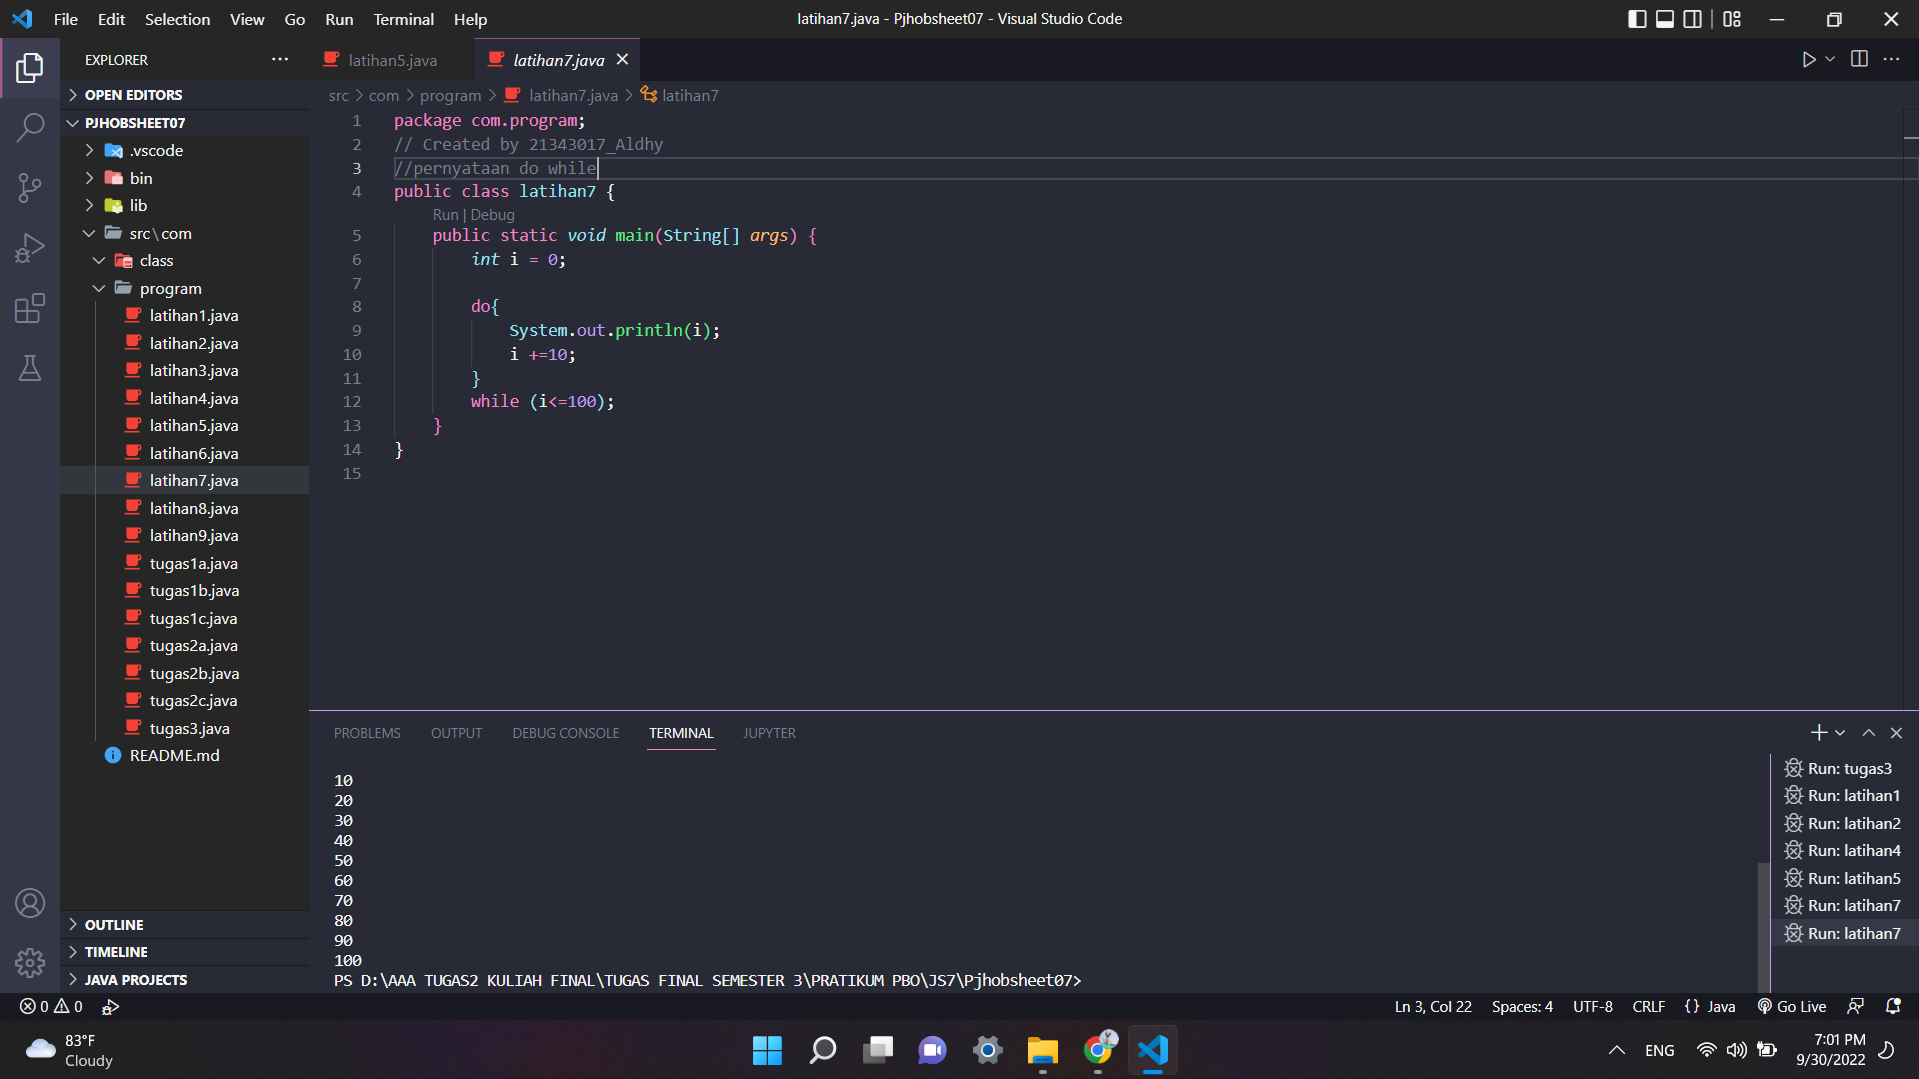 File Edit Selection View Go Run Terminal Help
latihan7.java - Pjhobsheet07 - Visual Studio Code
EXPLORER
OPEN EDITORS
PJHOBSHEET07
.vscode
bin
lib
src\com
class
program
latihan1.java
latihan2.java
latihan3.java
latihan4.java
latihan5.java
latihan6.java
latihan7.java
latihan8.java
latihan9.java
tugas1a.java
tugas1b.java
tugas1c.java
tugas2a.java
tugas2b.java
tugas2c.java
tugas3.java
README.md
OUTLINE
TIMELINE
JAVA PROJECTS
latihan5.java latihan7.java
src > com > program > latihan7.java > latihan7
1 package com.program;
2 // Created by 21343017_Aldhy
3 //pernyataan do while
4 public class latihan7 {
Run | Debug
5 public static void main(String[] args) {
6 int i = 0;
7
8 do{
9 System.out.println(i);
10 i +=10;
11 }
12 while (i<=100);
13 }
14 }
15
PROBLEMS OUTPUT DEBUG CONSOLE TERMINAL JUPYTER
10
20
30
40
50
60
70
80
90
100
PS D:\AAA TUGAS2 KULIAH FINAL\TUGAS FINAL SEMESTER 3\PRATIKUM PBO\JS7\Pjhobsheet07>
Run: tugas3
Run: latihan1
Run: latihan2
Run: latihan4
Run: latihan5
Run: latihan7
Run: latihan7
0 0
Ln 3, Col 22 Spaces: 4 UTF-8 CRLF {} Java Go Live
83°F
Cloudy
ENG
7:01 PM
9/30/2022